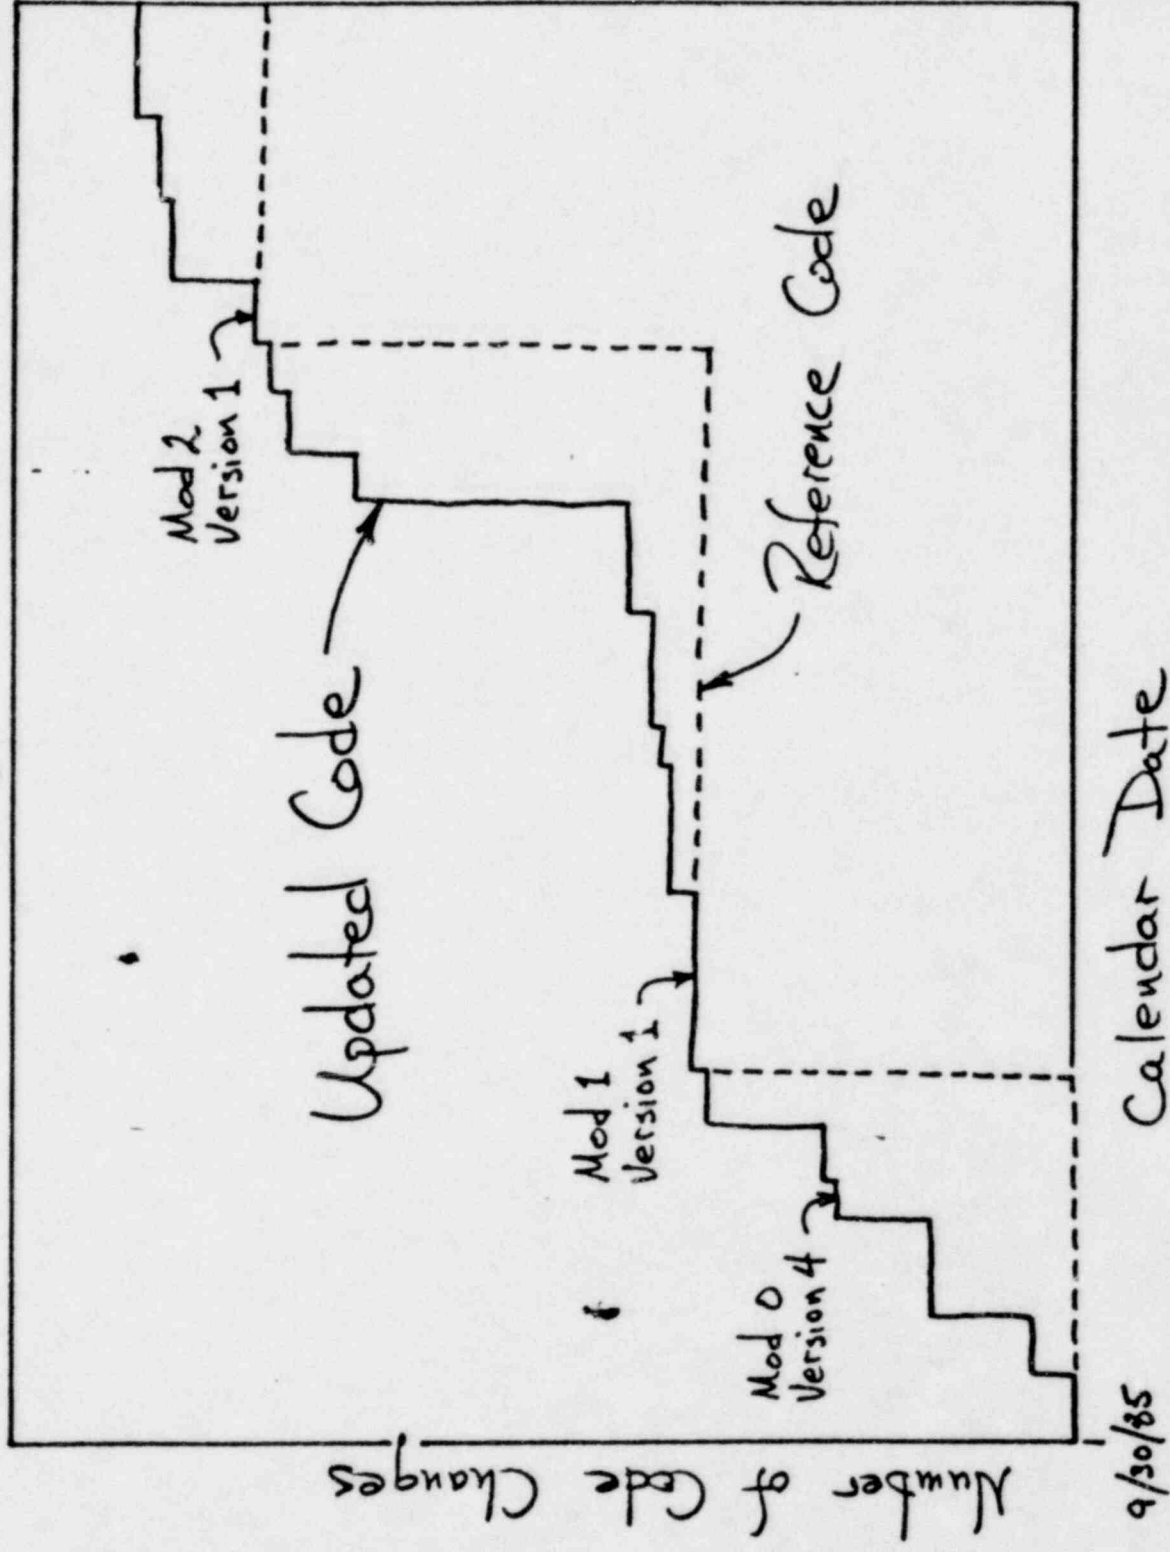 Number of Code Changes
Mod 2
Version 1
Updated Code
Mod 1
Version 1
Mod 0
Version 4
Reference Code
9/30/85
Calendar Date